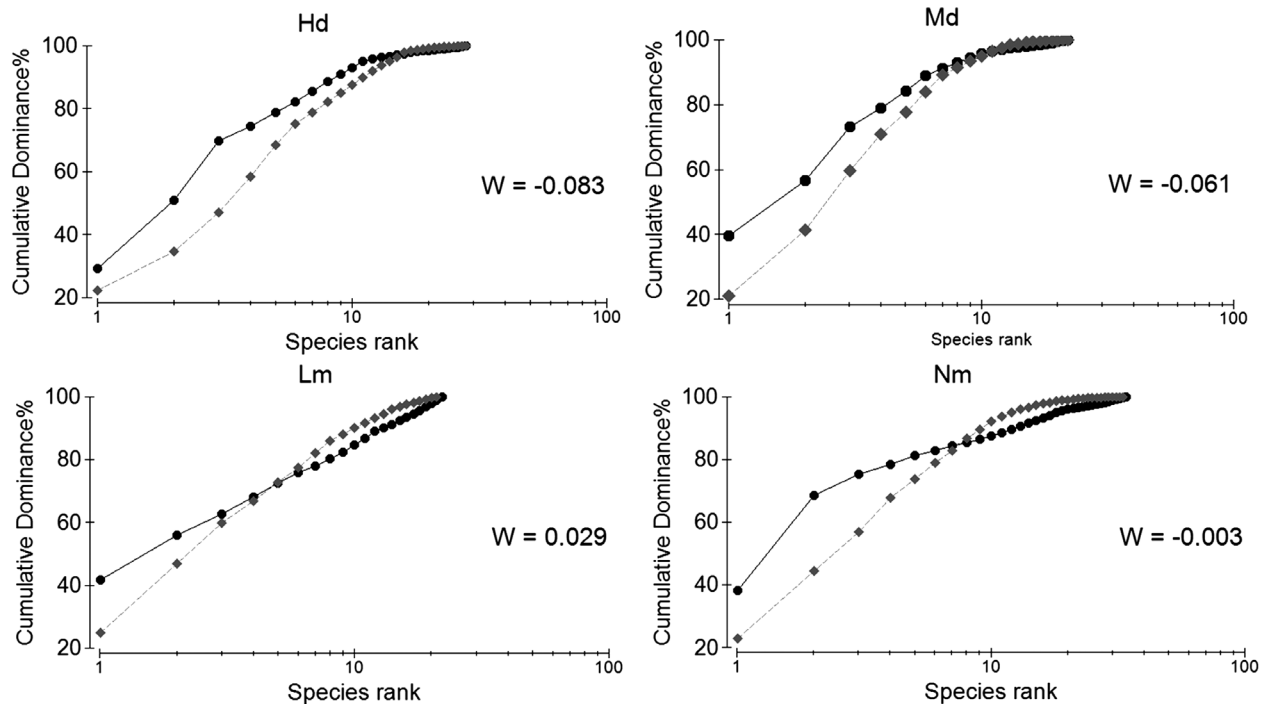 Hd
Cumulative Dominance%
100
80
60
40
20
W = -0.083
1
10
100
Species rank
Md
Cumulative Dominance%
100
80
60
40
20
W = -0.061
1
10
100
Species rank
Lm
Cumulative Dominance%
100
80
60
40
20
W = 0.029
1
10
100
Species rank
Nm
Cumulative Dominance%
100
80
60
40
20
W = -0.003
1
10
100
Species rank